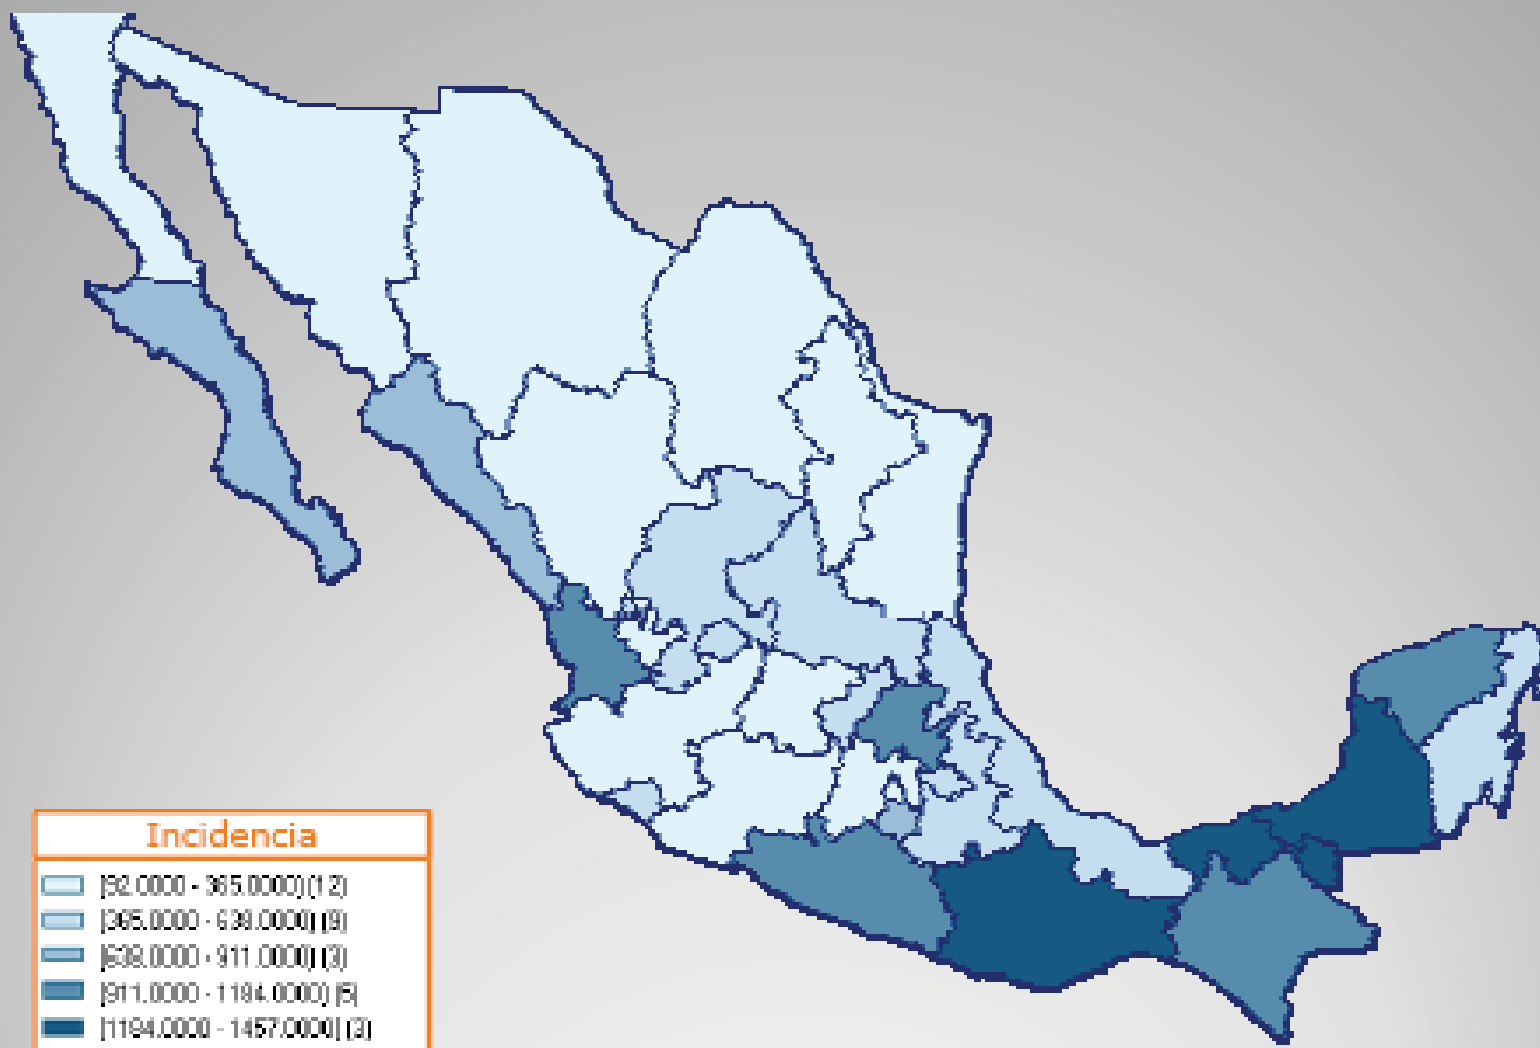 Incidencia
[92.0000 - 365.0000) (12)
[365.0000 - 638.0000) (9)
[638.0000 - 911.0000) (3)
[911.0000 - 1184.0000) (5)
[1184.0000 - 1457.0000] (3)